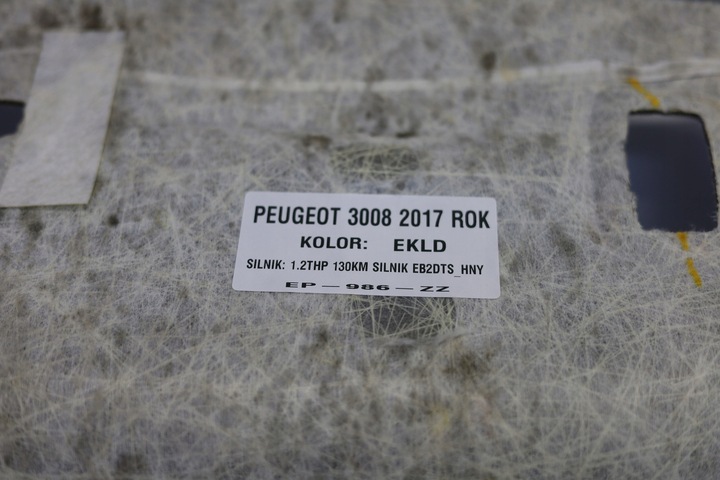 PEUGEOT 3008 2017 ROK
KOLOR: EKLD
SILNIK: 1.2THP 130KM SILNIK EB2DTS_HNY
EP-986-ZZ